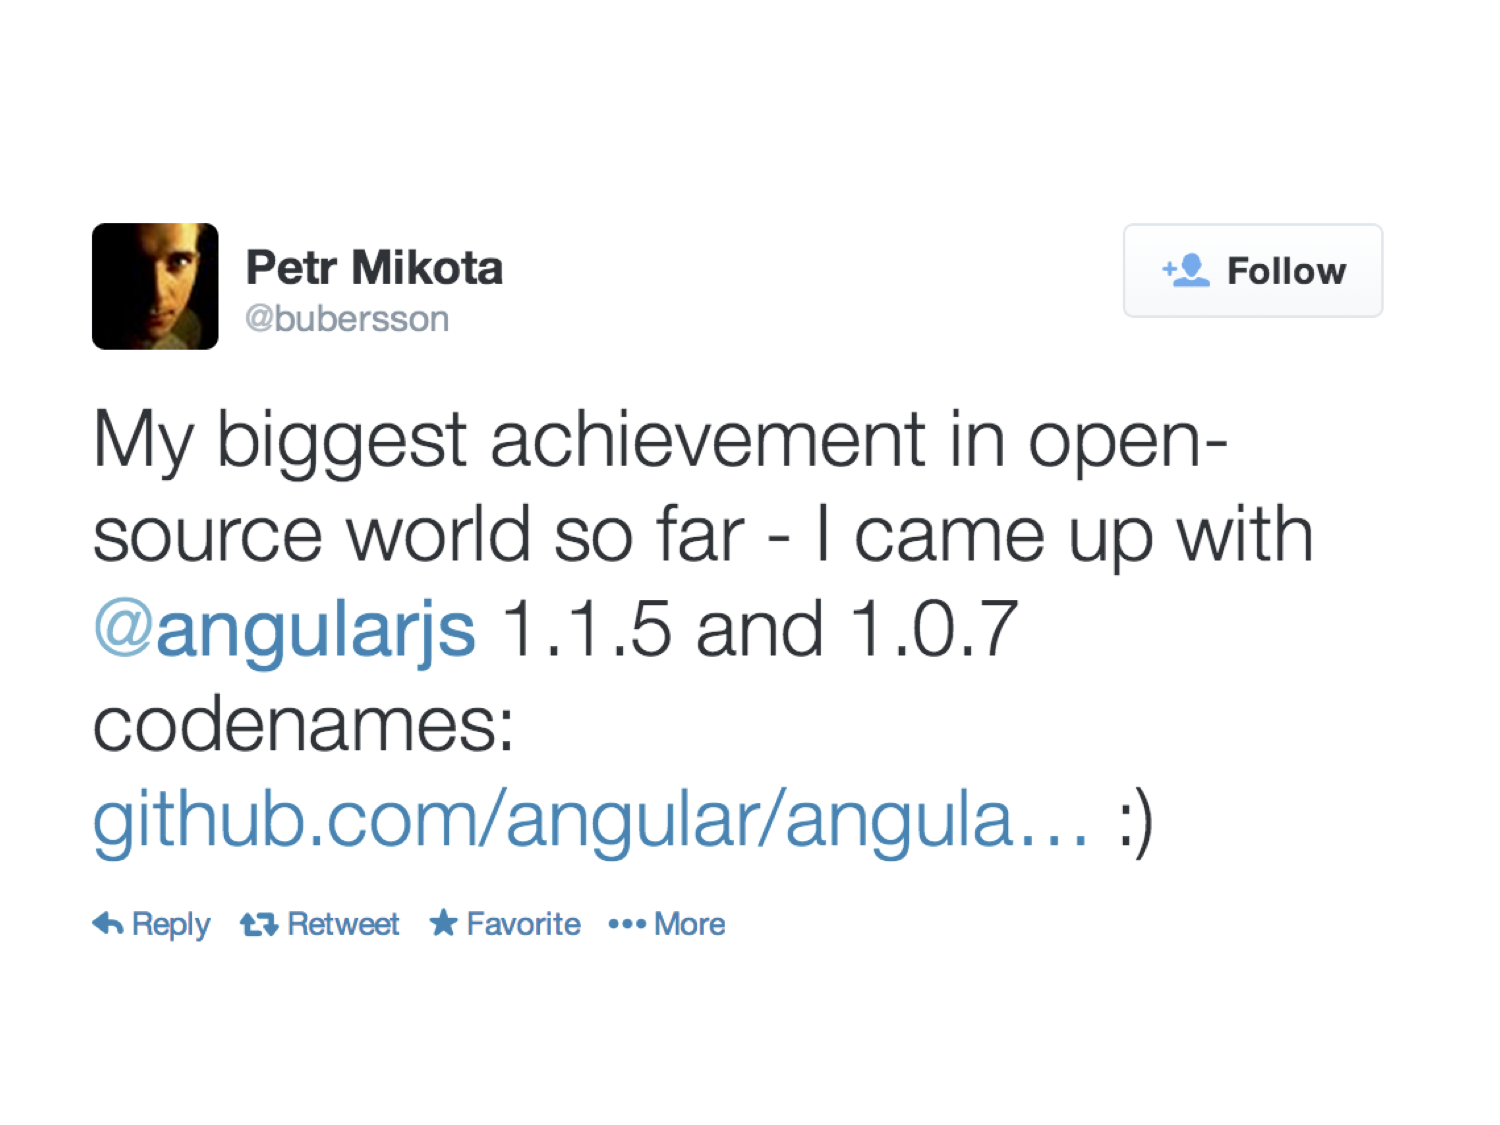 Petr Mikota
@bubersson
Follow
My biggest achievement in open-
source world so far - I came up with
@angularjs 1.1.5 and 1.0.7
codenames:
github.com/angular/angula… :)
Reply Retweet Favorite More